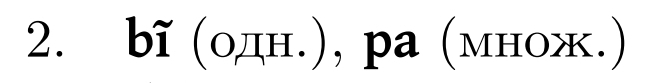 2. bĩ (одн.), pa (множ.)